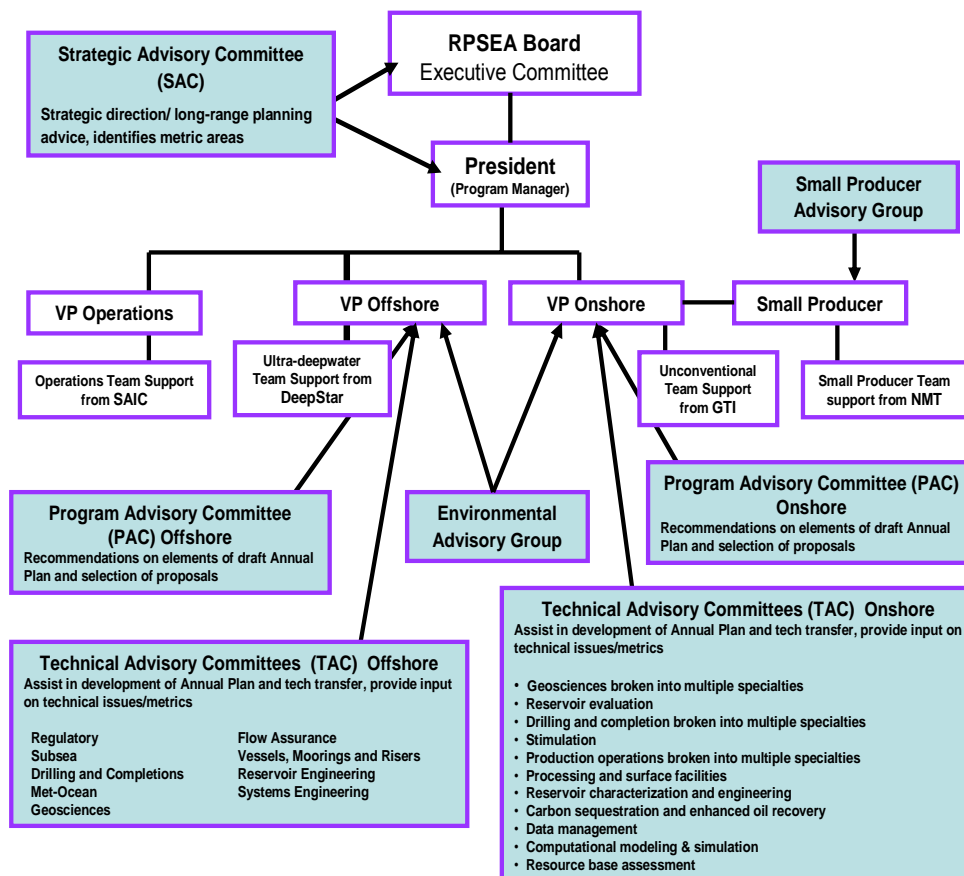 RPSEA Board
Executive Committee
Strategic Advisory Committee
(SAC)
Strategic direction/ long-range planning
advice, identifies metric areas
President
(Program Manager)
Small Producer
Advisory Group
VP Operations
VP Offshore
VP Onshore
Small Producer
Operations Team Support
from SAIC
Ultra-deepwater
Team Support from
DeepStar
Unconventional
Team Support
from GTI
Small Producer Team
support from NMT
Program Advisory Committee
(PAC) Offshore
Recommendations on elements of draft Annual
Plan and selection of proposals
Environmental
Advisory Group
Program Advisory Committee (PAC)
Onshore
Recommendations on elements of draft Annual
Plan and selection of proposals
Technical Advisory Committees (TAC) Offshore
Assist in development of Annual Plan and tech transfer, provide input
on technical issues/metrics
Regulatory
Subsea
Drilling and Completions
Met-Ocean
Geosciences
Flow Assurance
Vessels, Moorings and Risers
Reservoir Engineering
Systems Engineering
Technical Advisory Committees (TAC) Onshore
Assist in development of Annual Plan and tech transfer, provide input on
technical issues/metrics
• Geosciences broken into multiple specialties
• Reservoir evaluation
• Drilling and completion broken into multiple specialties
• Stimulation
• Production operations broken into multiple specialties
• Processing and surface facilities
• Reservoir characterization and engineering
• Carbon sequestration and enhanced oil recovery
• Data management
• Computational modeling & simulation
• Resource base assessment